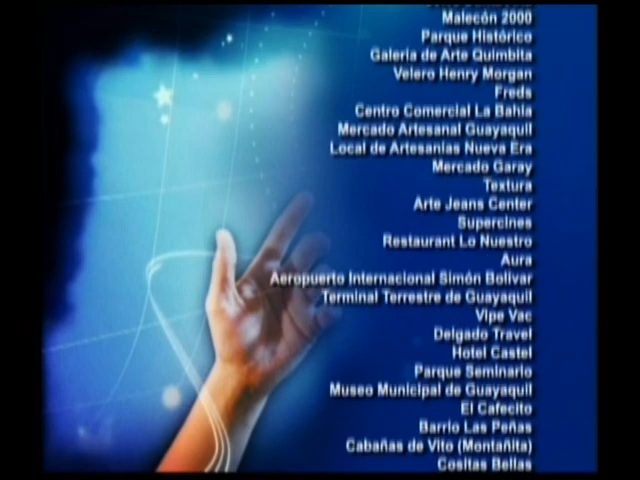 Malecón 2000
Parque Histórico
Galería de Arte Quimbita
Velero Henry Morgan
Freds
Centro Comercial La Bahía
Mercado Artesanal Guayaquil
Local de Artesanías Nueva Era
Mercado Garay
Textura
Arte Jeans Center
Supercines
Restaurant Lo Nuestro
Aura
Aeropuerto Internacional Simón Bolívar
Terminal Terrestre de Guayaquil
Vipe Vac
Delgado Travel
Hotel Castel
Parque Seminario
Museo Municipal de Guayaquil
El Cafecito
Barrio Las Peñas
Cabañas de Vito (Montañita)
Cositas Bellas